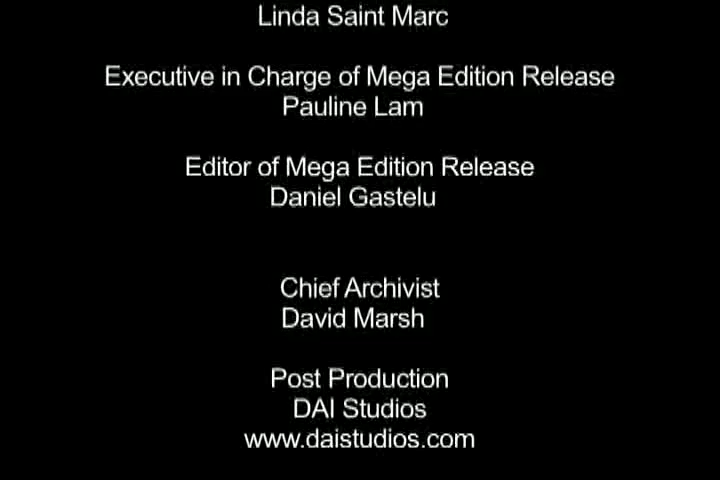 Linda Saint Marc
Executive in Charge of Mega Edition Release
Pauline Lam
Editor of Mega Edition Release
Daniel Gastelu
Chief Archivist
David Marsh
Post Production
DAI Studios
www.daistudios.com